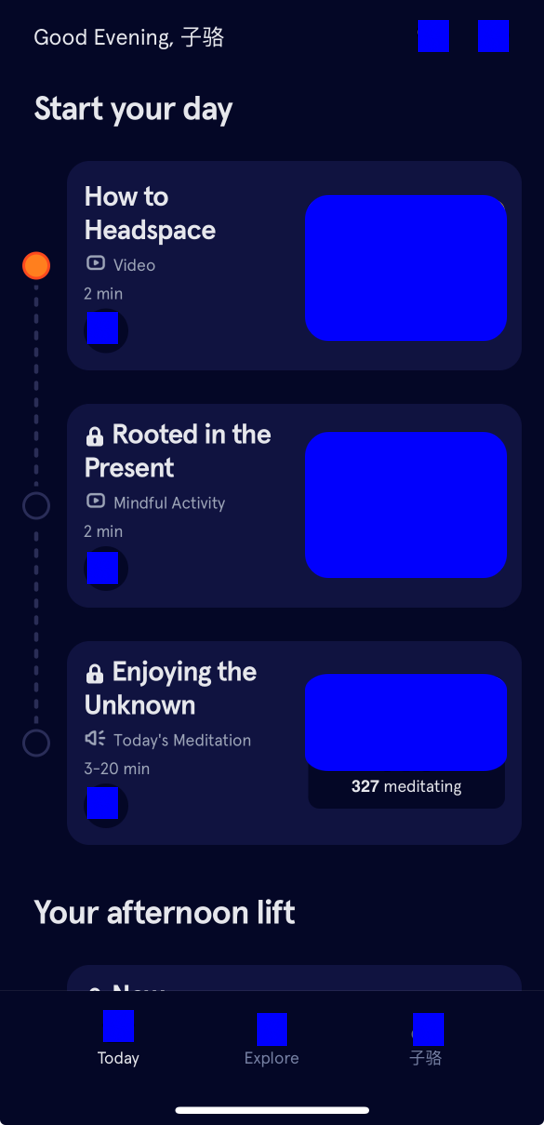 Good Evening, 子骆
Start your day
How to
Headspace
Video
2 min
Rooted in the
Present
Mindful Activity
2 min
Enjoying the
Unknown
Today's Meditation
3-20 min
327 meditating
Your afternoon lift
Today
Explore
子骆